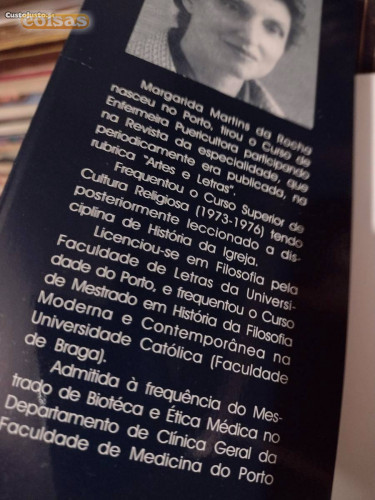 CustoJusto.pt
coisas
Margarida Martins da Rocha
nasceu no Porto, tirou o Curso de
Enfermeira Puericultora participando
na Revista da especialidade, que
periodicamente era publicada, na
rubrica "Artes e Letras".
Frequentou o Curso Superior de
Cultura Religiosa (1973-1976) tendo
posteriormente leccionado a dis-
ciplina de História da Igreja.
Licenciou-se em Filosofia pela
Faculdade de Letras da Universi-
dade do Porto, e frequentou o Curso
de Mestrado em História da Filosofia
Moderna e Contemporânea na
Universidade Católica (Faculdade
de Braga).
Admitida à frequência do Mes-
trado de Biotéca e Ética Médica no
Departamento de Clínica Geral da
Faculdade de Medicina do Porto